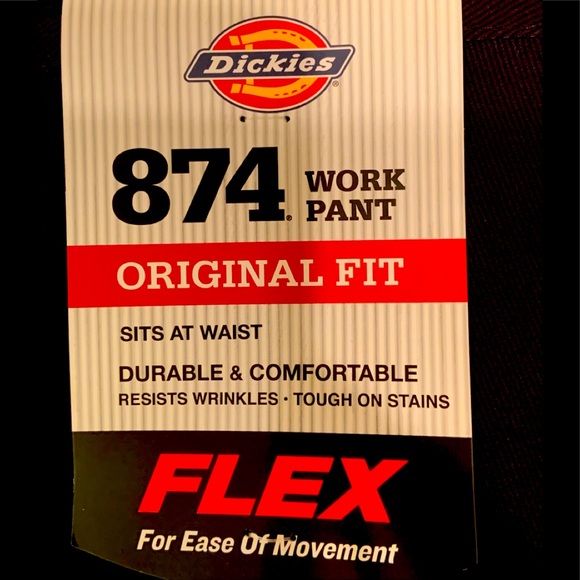 Dickies
®
874® WORK
PANT
ORIGINAL FIT
SITS AT WAIST
DURABLE & COMFORTABLE
RESISTS WRINKLES · TOUGH ON STAINS
FLEX
For Ease Of Movement